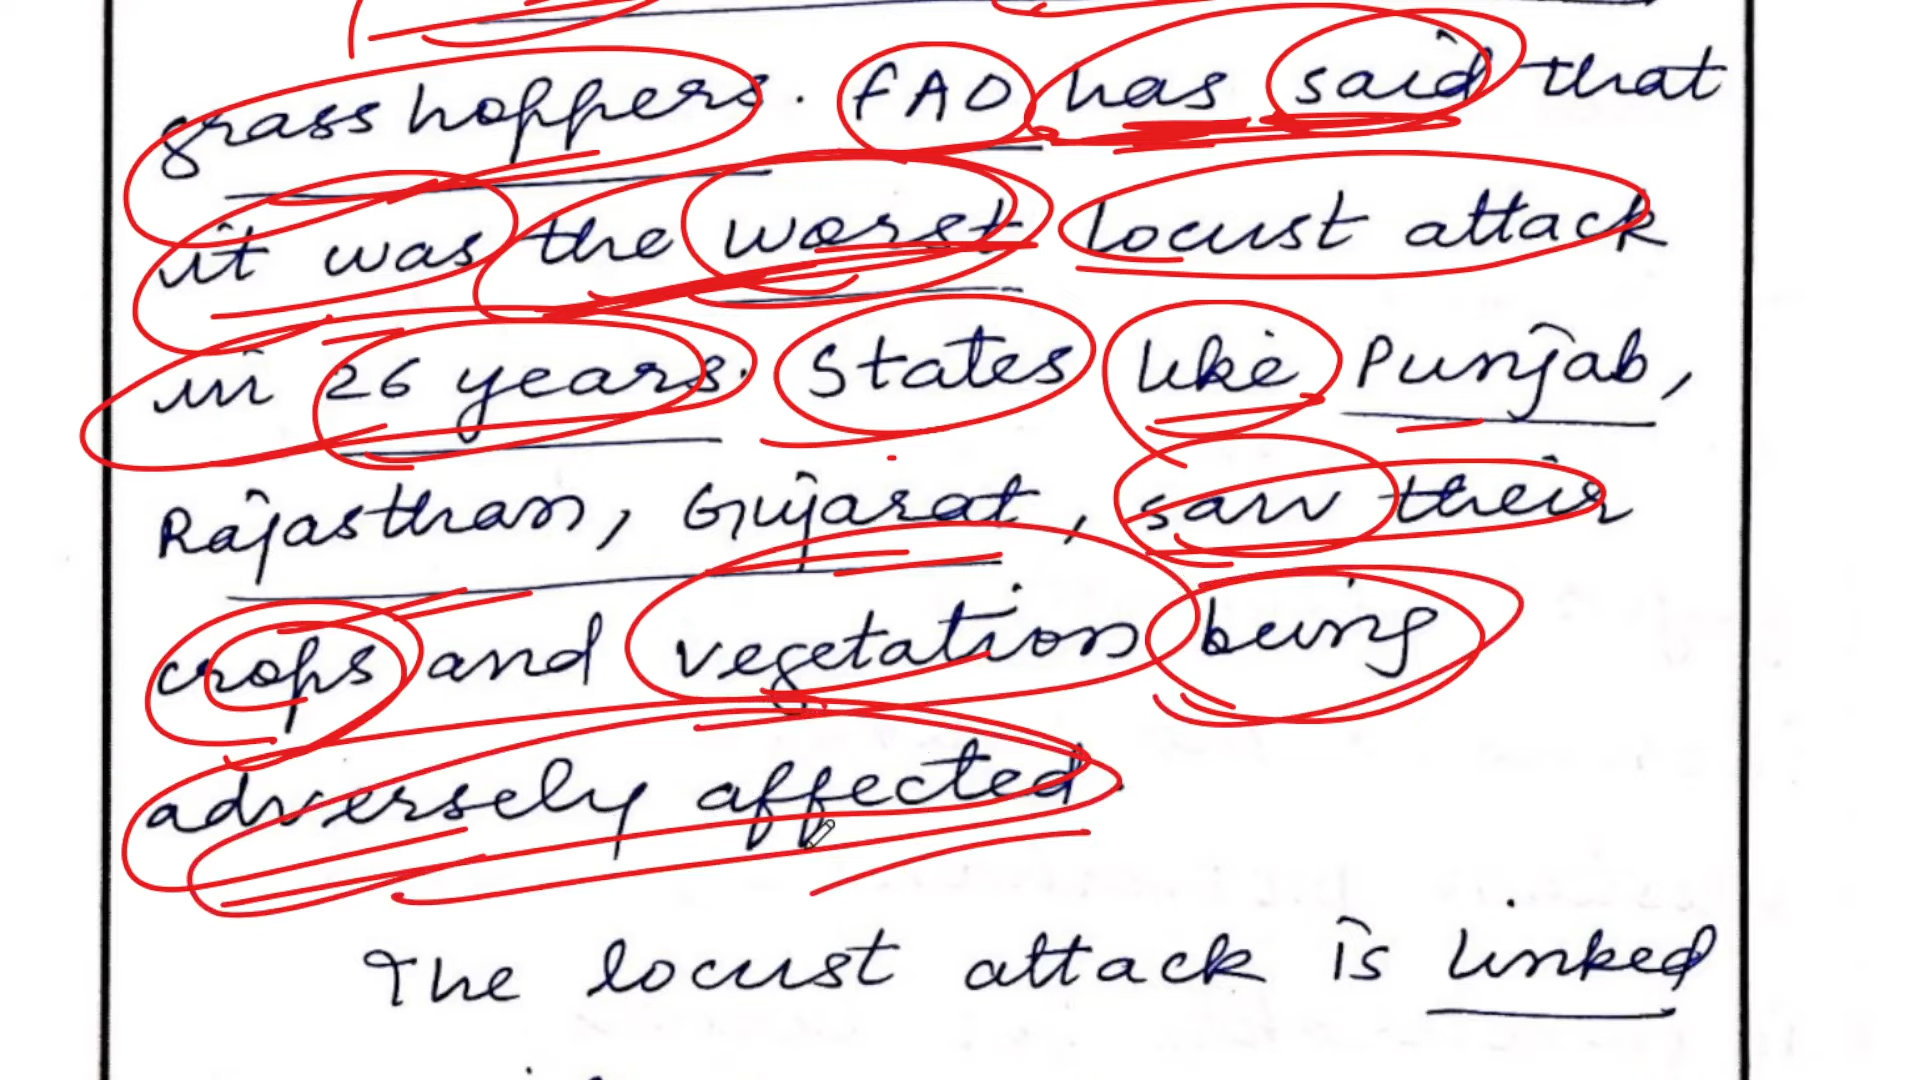 grasshoppers. FAO has said that
it was the worst locust attack
in 26 years. States like Punjab,
Rajasthan, Gujarat, saw their
crops and vegetation being
adversely affected.
The locust attack is linked